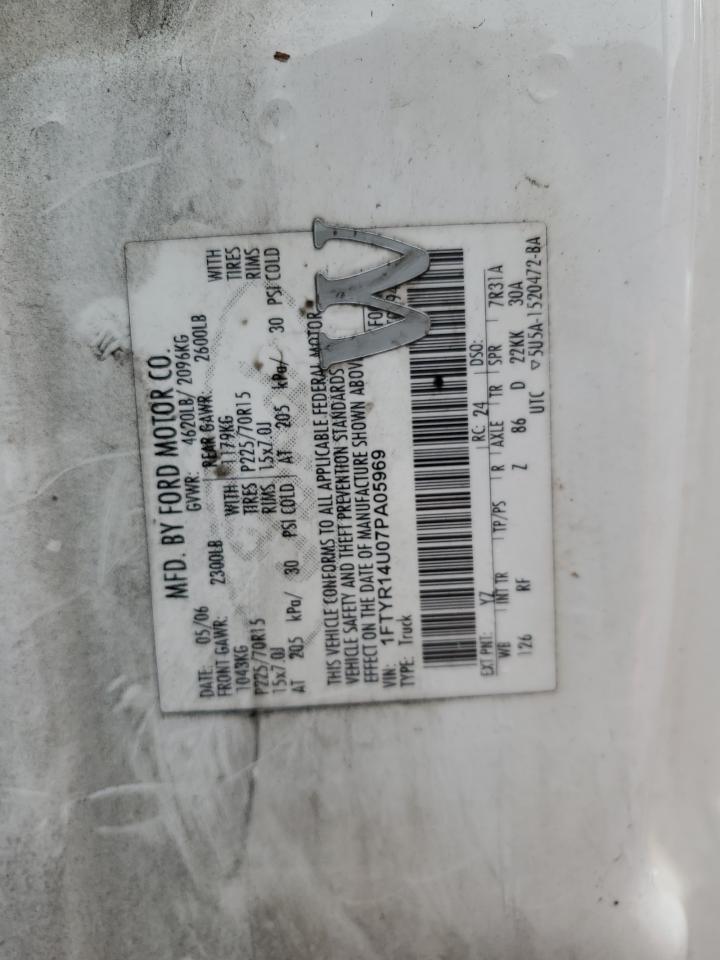 MFD. BY FORD MOTOR CO.
DATE: 05/06 GVWR: 4620LB/ 2096KG
FRONT GAWR: 2300LB REAR GAWR: 2600LB
1043KG WITH 1179KG WITH
P225/70R15 TIRES P225/70R15 TIRES
15x7.0J RIMS 15x7.0J RIMS
AT 205 kPa/ 30 PSI COLD AT 205 kPa/ 30 PSI COLD
THIS VEHICLE CONFORMS TO ALL APPLICABLE FEDERAL MOTOR
VEHICLE SAFETY AND THEFT PREVENTION STANDARDS
EFFECT ON THE DATE OF MANUFACTURE SHOWN ABOV
VIN: 1FTYR14U07PA05969
TYPE: Truck
W
EXT PNT: YZ RC: 24 DSO:
WB INT TR TP/PS R AXLE TR SPR 7R31A
126 RF Z 86 D 22KK 30A
UTC ▽5U5A-1520472-BA